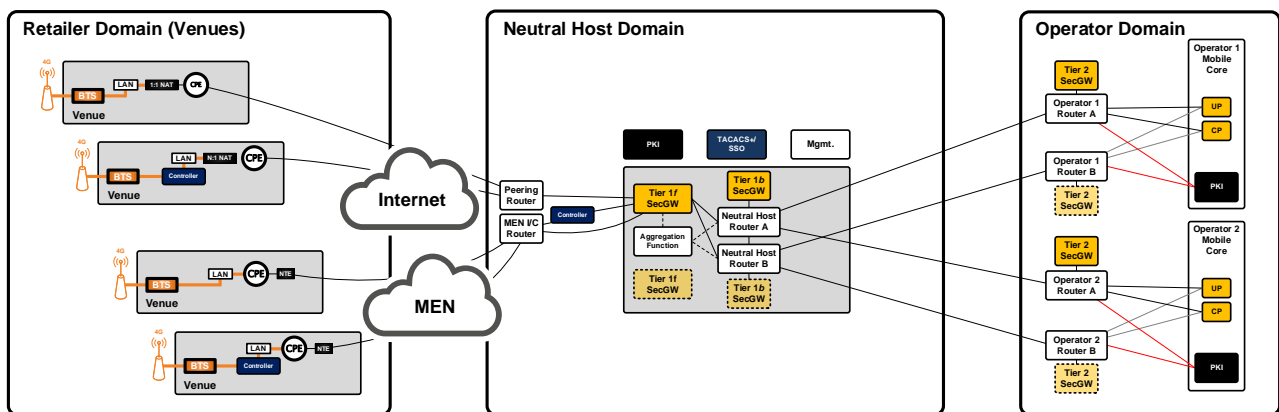 Retailer Domain (Venues)
4G
BTS
LAN
1:1 NAT
CPE
Venue
4G
BTS
Controller
LAN
N:1 NAT
CPE
Venue
4G
BTS
LAN
CPE
NTE
Venue
4G
BTS
Controller
LAN
CPE
NTE
Venue
Internet
MEN
Neutral Host Domain
Peering
Router
MEN I/C
Router
Controller
PKI
TACACS+/
SSO
Mgmt.
Tier 1f
SecGW
Aggregation
Function
Tier 1f
SecGW
Tier 1b
SecGW
Neutral Host
Router A
Neutral Host
Router B
Tier 1b
SecGW
Operator Domain
Tier 2
SecGW
Operator 1
Router A
Operator 1
Router B
Tier 2
SecGW
Operator 1
Mobile
Core
UP
CP
PKI
Tier 2
SecGW
Operator 2
Router A
Operator 2
Router B
Tier 2
SecGW
Operator 2
Mobile
Core
UP
CP
PKI